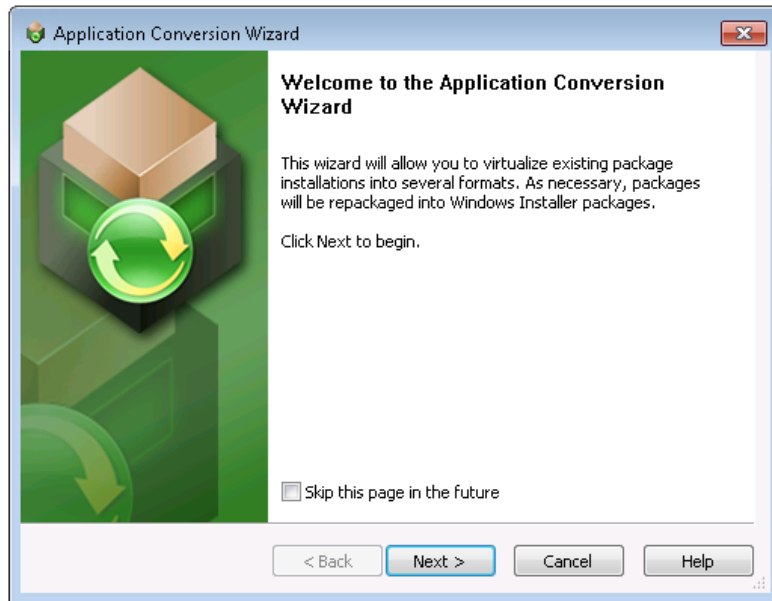 Application Conversion Wizard
Welcome to the Application Conversion
Wizard
This wizard will allow you to virtualize existing package
installations into several formats. As necessary, packages
will be repackaged into Windows Installer packages.
Click Next to begin.
Skip this page in the future
< Back
Next >
Cancel
Help